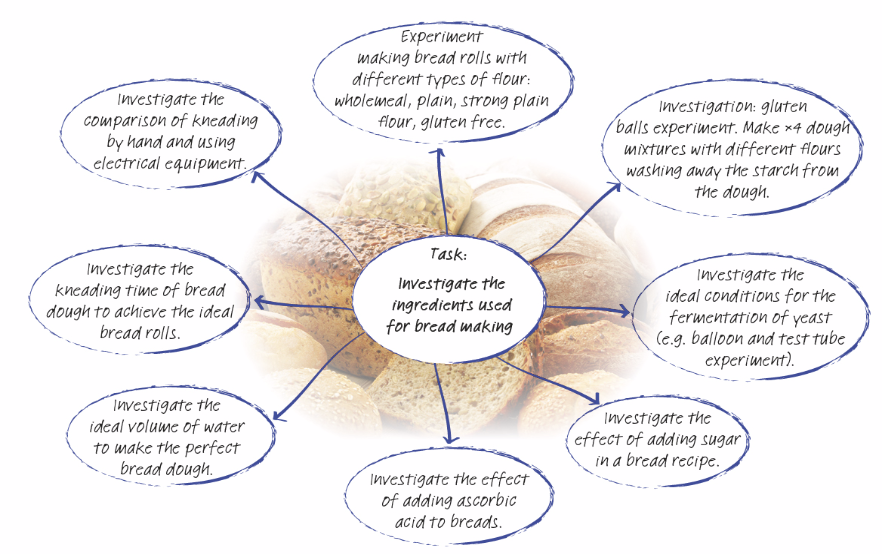 Experiment
making bread rolls with
different types of flour:
wholemeal, plain, strong plain
flour, gluten free.
Investigate the
comparison of kneading
by hand and using
electrical equipment.
Investigation: gluten
balls experiment. Make ×4 dough
mixtures with different flours
washing away the starch from
the dough.
Task:
Investigate the
ingredients used
for bread making
Investigate the
kneading time of bread
dough to achieve the ideal
bread rolls.
Investigate the
ideal conditions for the
fermentation of yeast
(e.g. balloon and test tube
experiment).
Investigate the
ideal volume of water
to make the perfect
bread dough.
Investigate the
effect of adding sugar
in a bread recipe.
Investigate the effect
of adding ascorbic
acid to breads.